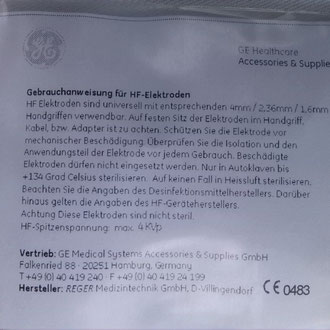 GE Healthcare
Accessories & Supplies
Gebrauchanweisung für HF-Elektroden
HF Elektroden sind universell mit entsprechenden 4mm / 2,36mm / 1,6mm
Handgriffen verwendbar. Auf festen Sitz der Elektroden im Handgriff,
Kabel, bzw. Adapter ist zu achten. Schützen Sie die Elektrode vor
mechanischer Beschädigung. Überprüfen Sie die Isolation und den
Anwendungsteil der Elektrode vor jedem Gebrauch. Beschädigte
Elektroden dürfen nicht eingesetzt werden. Nur in Autoklaven bis
+134 Grad Celsius sterilisieren. Auf keinen Fall in Heissluft sterilisieren.
Beachten Sie die Angaben des Desinfektionsmittelherstellers. Darüber
hinaus gelten die Angaben des HF-Geräteherstellers.
Achtung Diese Elektroden sind nicht steril.
HF-Spitzenspannung: max. 4 KVp
Vertrieb: GE Medical Systems Accessories & Supplies GmbH
Falkenried 88 · 20251 Hamburg, Germany
T +49 (0) 40 419 240 · F +49 (0) 40 419 24 199
Hersteller: REGER Medizintechnik GmbH, D-Villingendorf CE 0483